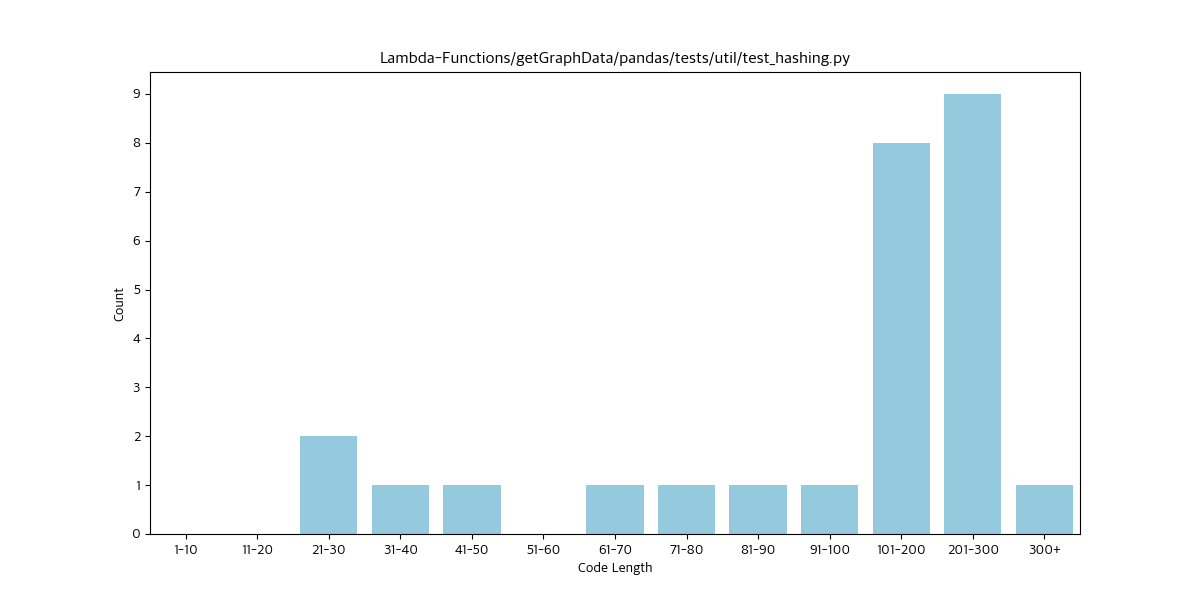 Lambda-Functions/getGraphData/pandas/tests/util/test_hashing.py
9
8
7
6
5
4
3
2
1
0
Count
1-10 11-20 21-30 31-40 41-50 51-60 61-70 71-80 81-90 91-100 101-200 201-300 300+
Code Length